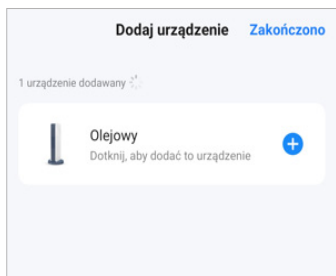 Dodaj urządzenie Zakończono
1 urządzenie dodawany
Olejowy
Dotknij, aby dodać to urządzenie